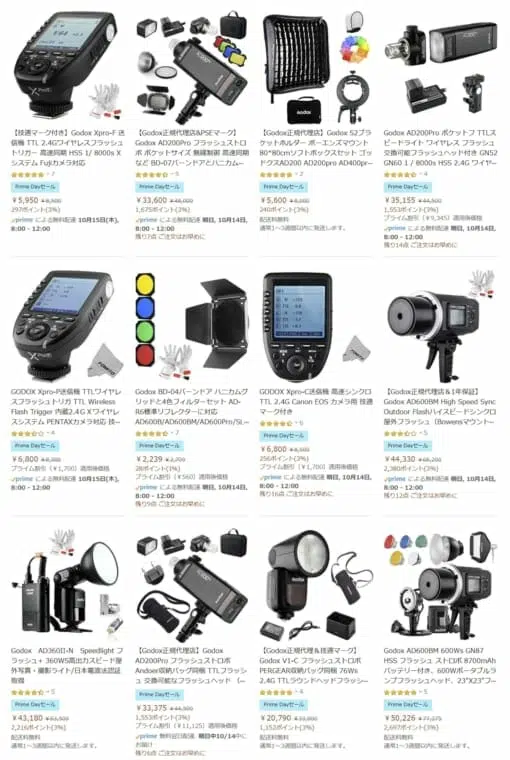 【技適マーク付き】Godox Xpro-F 送
信機 TTL 2.4Gワイヤレスフラッシュ
トリガー 高速同期 HSS 1/ 8000s X
システム Fujiカメラ対応
7
Prime Dayセール
¥5,950 ¥8,500
297ポイント(3%)
prime による無料配達 10月15日(木),
8:00 - 12:00
【Godox正規代理店&PSEマーク】
Godox AD200Pro フラッシュストロ
ボ ポケットサイズ 無線制御 高速同期
など BD-07バーンドアとハニカム…
5
Prime Dayセール
¥33,600 ¥48,000
1,675ポイント(3%)
prime による無料配達 明日, 10月14日,
8:00 - 12:00
残り7点 ご注文はお早めに
【Godox正規代理店】Godox S2ブラ
ケットホルダー ボーエンズマウント
80*80cmソフトボックスセット ゴッ
ドックスAD200 AD200pro AD400pr…
2
Prime Dayセール
¥5,600 ¥8,000
240ポイント(3%)
配送料無料
通常1~3週間以内に発送します。
Godox AD200Pro ポケットフ TTLス
ピードライト ワイヤレス フラッシュ
交換可能フラッシュヘッド付き GN52
GN60 1 / 8000s HSS 2.4G ワイヤ…
4
Prime Dayセール
¥35,155 ¥44,500
プライム割引（¥9,345）適用後価格
prime による無料配達 明日, 10月14日,
8:00 - 12:00
残り14点 ご注文はお早めに
GODOX Xpro-P送信機 TTLワイヤレ
スフラッシュトリガ TTL Wireless
Flash Trigger 内蔵2.4G Xワイヤレ
スシステム PENTAXカメラ対応 技…
4
Prime Dayセール
¥6,800 ¥8,500
プライム割引（¥1,700）適用後価格
prime による無料配達 10月15日(木),
8:00 - 12:00
Godox BD-04バーンドア ハニカムグ
リッドと4色フィルターセット AD-
R6標準リフレクターに対応
AD600B/AD600BM/AD600Pro/SL…
7
Prime Dayセール
¥2,239
28ポイント(1%)
プライム割引（¥560）適用後価格
prime による無料配達 明日, 10月14日,
8:00 - 12:00
残り9点 ご注文はお早めに
GODOX Xpro-C送信機 高速シンクロ
TTL 2.4G Canon EOS カメラ用 技適
マーク付き
6
Prime Dayセール
¥6,800 ¥8,500
256ポイント(3%)
プライム割引（¥1,700）適用後価格
prime による無料配達 明日, 10月14日,
8:00 - 12:00
残り16点 ご注文はお早めに
【Godox正規代理店&1年保証】
Godox AD600BM High Speed Sync
Outdoor Flash/ハイスピードシンクロ
屋外フラッシュ（Bowensマウント…
5
Prime Dayセール
¥44,330 ¥68,200
2,380ポイント(3%)
prime による無料配達 明日, 10月14日,
8:00 - 12:00
残り12点 ご注文はお早めに
Godox AD360II-N Speedlight フ
ラッシュ+ 360WS高出力スピード屋
外写真・撮影ライト/日本電波法認証
取得
5
Prime Dayセール
¥43,180
2,216ポイント(3%)
配送料無料
通常1~3週間以内に発送します。
【Godox正規代理店】Godox
AD200Pro フラッシュストロボ
Andoer収納バッグ同梱 TTLフラッシ
ュ 交換可能なフラッシュヘッド （…
5
Prime Dayセール
¥33,375 ¥44,500
1,553ポイント(3%)
プライム割引（¥11,125）適用後価格
prime 無料翌日配達 明日中10/14中に
お届け
残り6点 ご注文はお早めに
【Godox正規代理&技適マーク】
Godox V1-C フラッシュストロボ
PERGEAR収納バッグ同梱 76Ws
2.4G TTLラウンドヘッドフラッシ…
4
Prime Dayセール
¥20,790
1,152ポイント(3%)
配送料無料
通常1~3週間以内に発送します。
Godox AD600BM 600Ws GN87
HSS フラッシュ ストロボ 8700mAh
バッテリー付き、600Wポータブルラ
ンプフラッシュヘッド、23"X23"フ…
5
Prime Dayセール
¥50,226 ¥77,275
2,697ポイント(3%)
配送料無料
通常1~3週間以内に発送します。